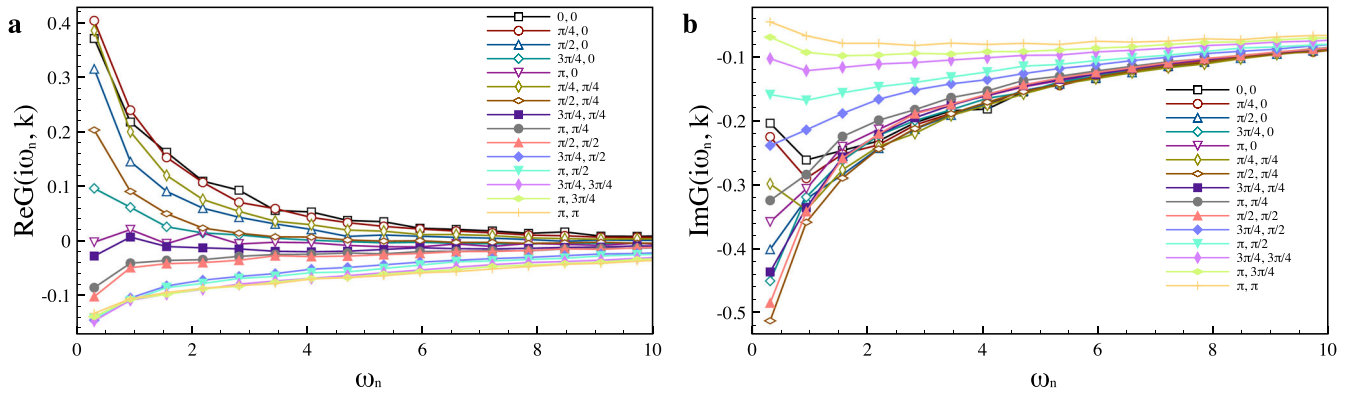 a
ReG(iωn, k)
0.4
0.3
0.2
0.1
0
-0.1
0
2
4
6
8
10
ωn
0, 0
π/4, 0
π/2, 0
3π/4, 0
π, 0
π/4, π/4
π/2, π/4
3π/4, π/4
π, π/4
π/2, π/2
3π/4, π/2
π, π/2
3π/4, 3π/4
π, 3π/4
π, π
b
ImG(iωn, k)
-0.1
-0.2
-0.3
-0.4
-0.5
0
2
4
6
8
10
ωn
0, 0
π/4, 0
π/2, 0
3π/4, 0
π, 0
π/4, π/4
π/2, π/4
3π/4, π/4
π, π/4
π/2, π/2
3π/4, π/2
π, π/2
3π/4, 3π/4
π, 3π/4
π, π